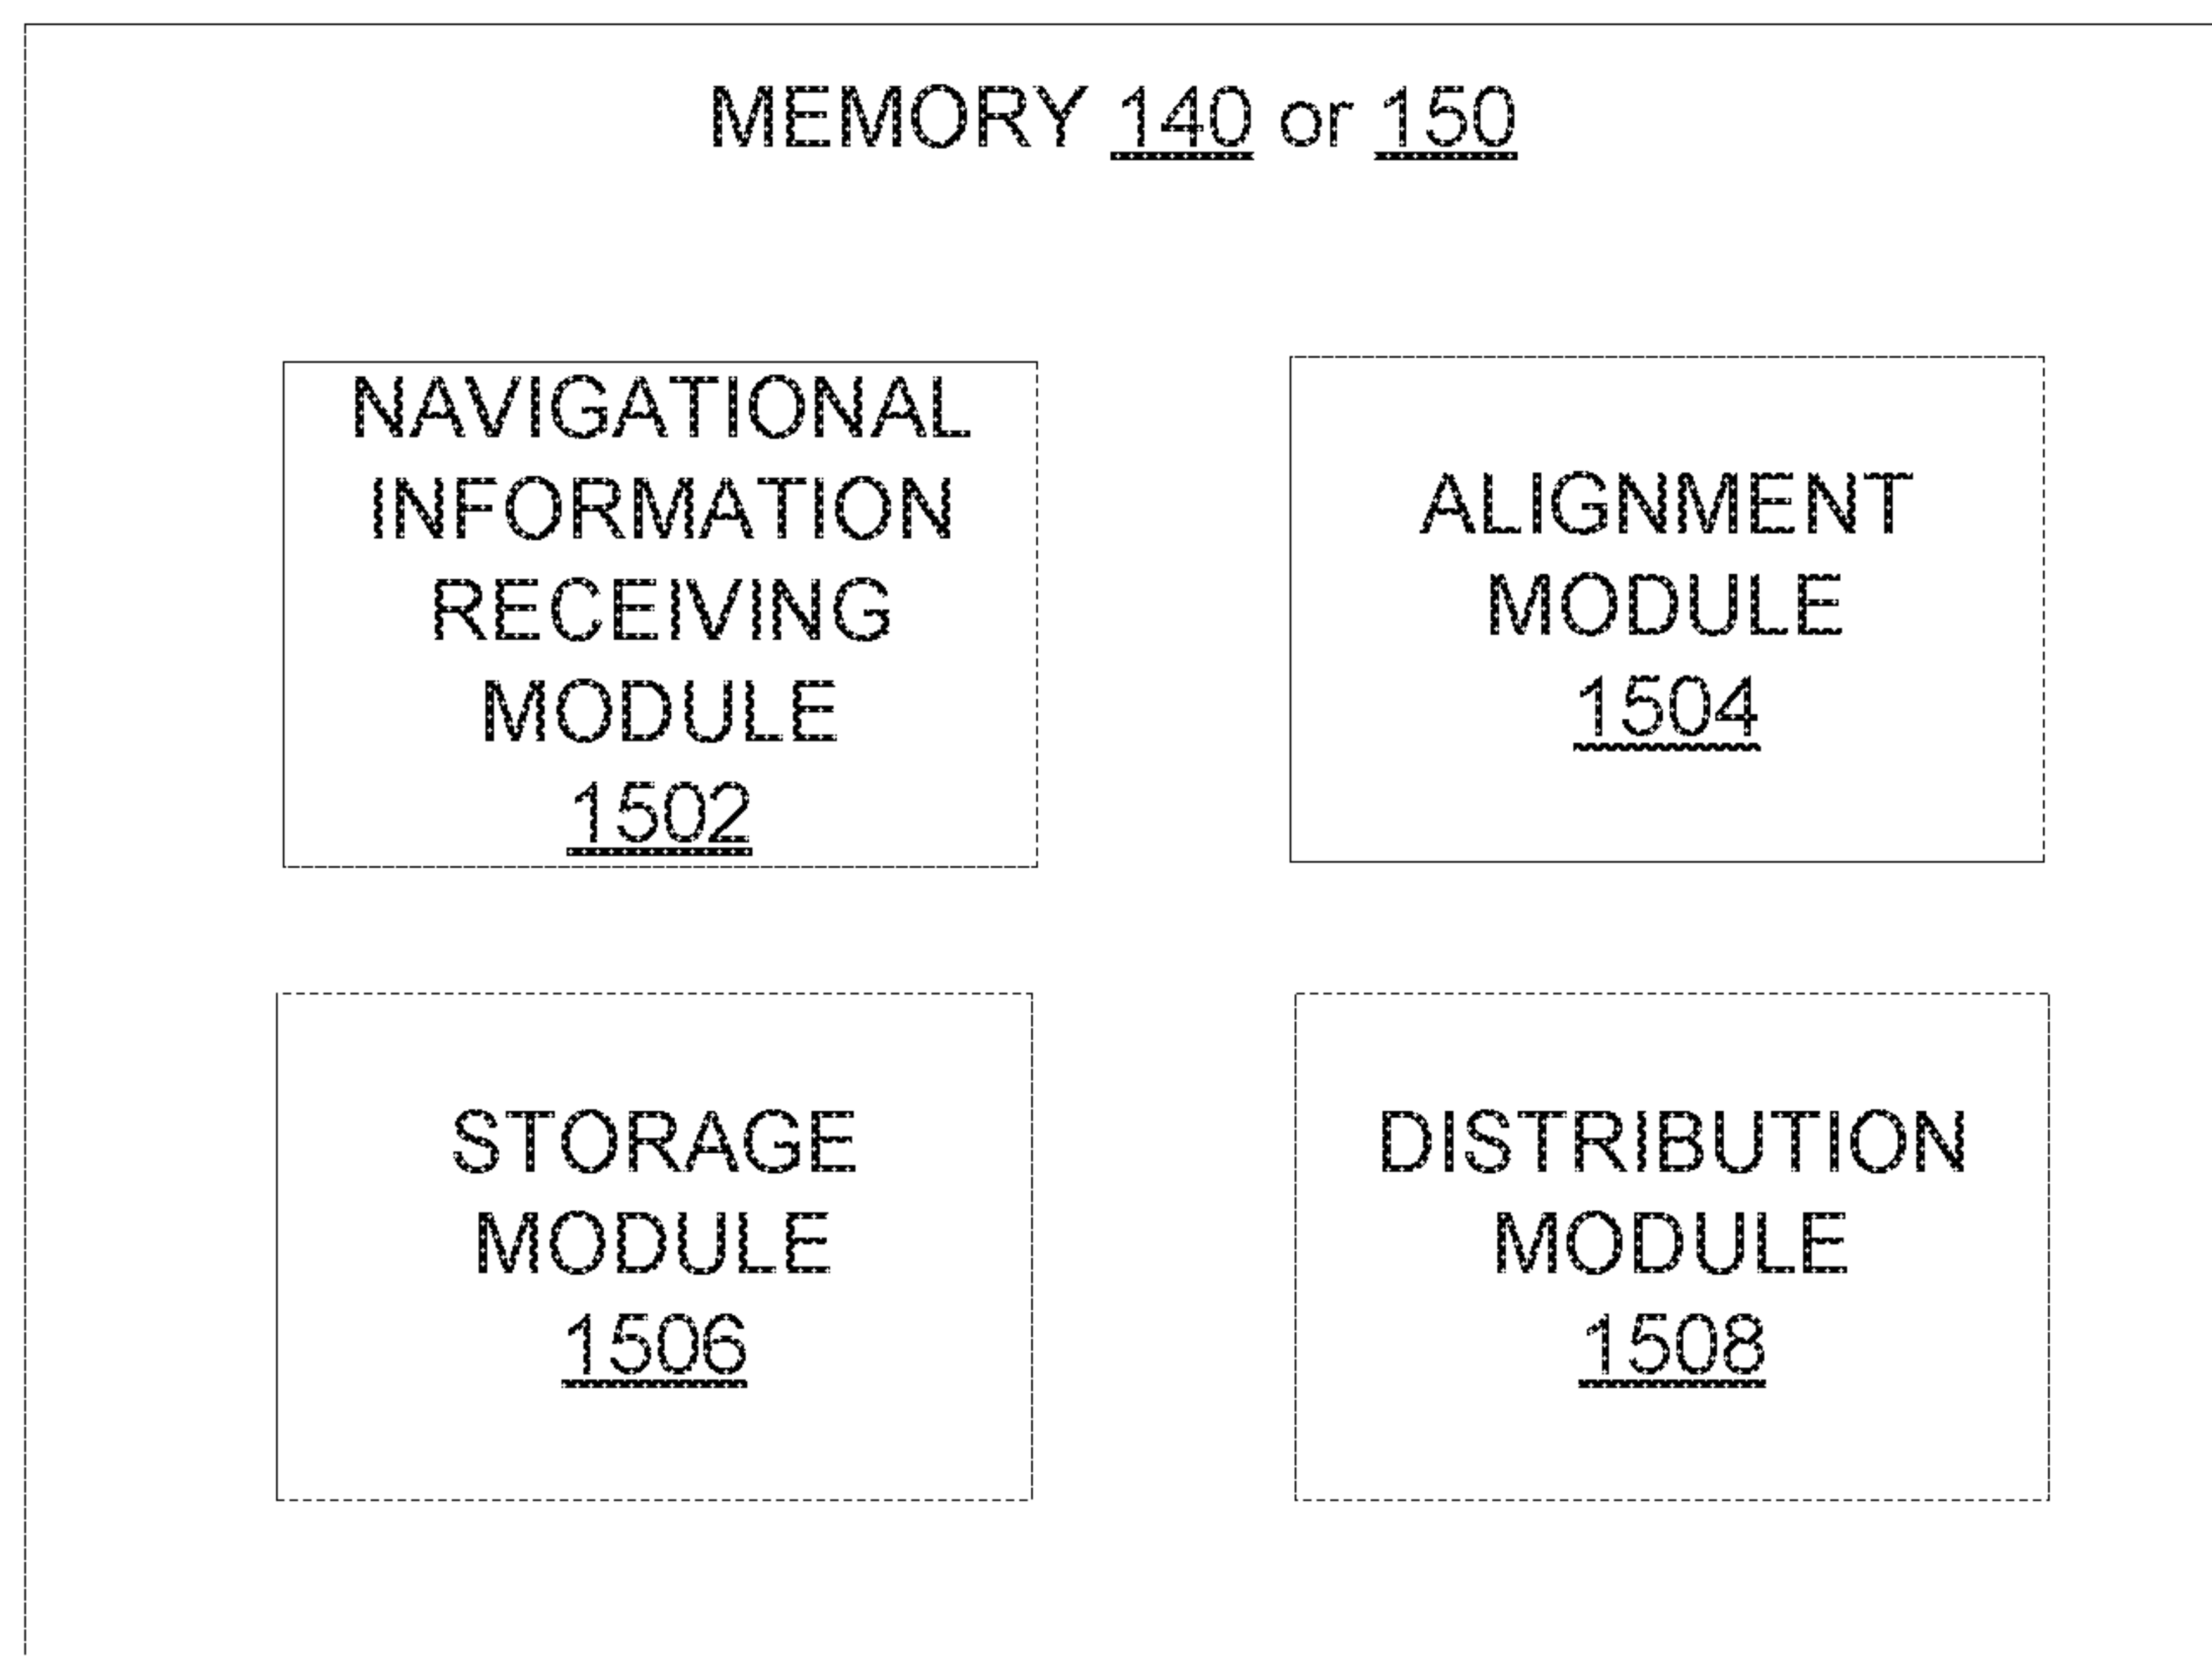 MEMORY 140 or 150
NAVIGATIONAL
INFORMATION
RECEIVING
MODULE
1502
ALIGNMENT
MODULE
1504
STORAGE
MODULE
1506
DISTRIBUTION
MODULE
1508